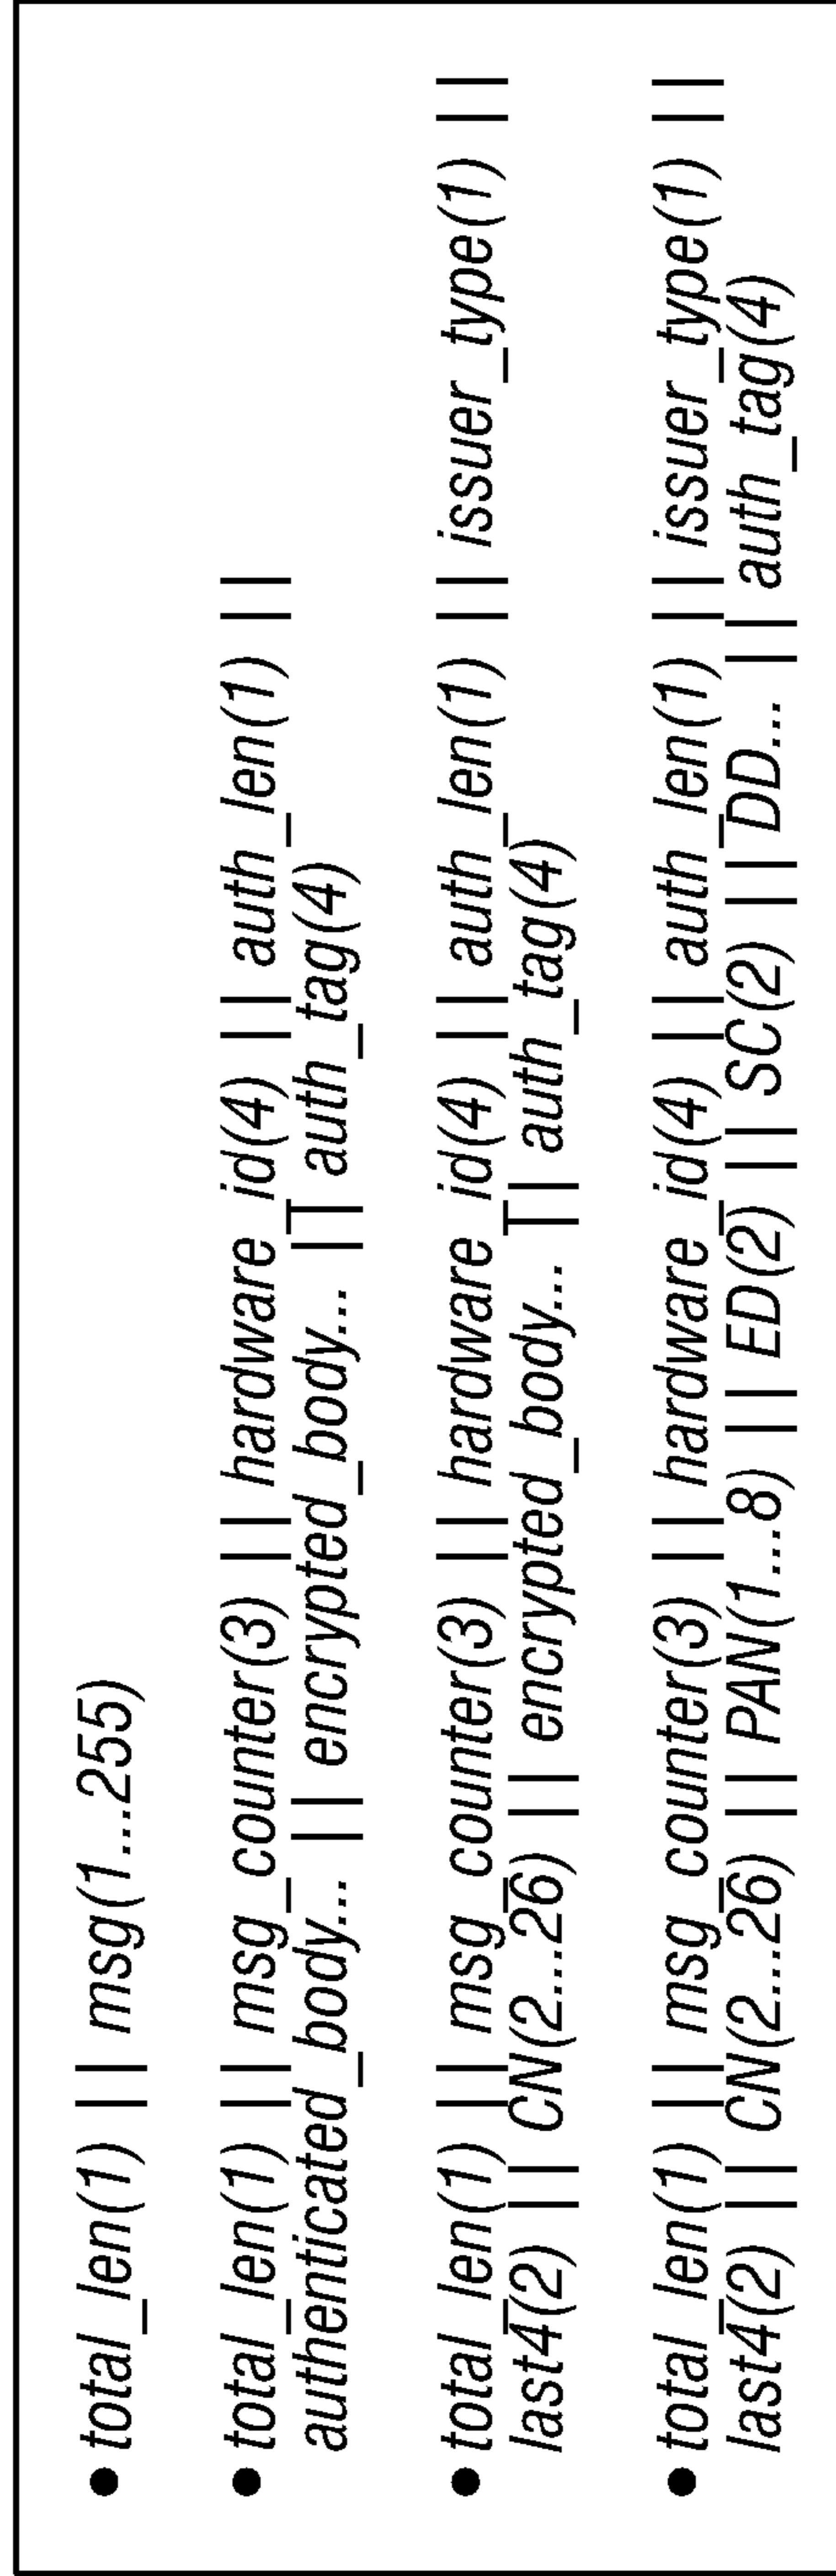 • total_len(1) || msg(1...255)
• total_len(1) || msg_counter(3) || hardware_id(4) || auth_len(1) ||
authenticated_body... || encrypted_body... || auth_tag(4)
• total_len(1) || msg_counter(3) || hardware_id(4) || auth_len(1) || issuer_type(1) ||
last4(2) || CN(2...26) || encrypted_body... || auth_tag(4)
• total_len(1) || msg_counter(3) || hardware_id(4) || auth_len(1) || issuer_type(1) ||
last4(2) || CN(2...26) || PAN(1...8) || ED(2) || SC(2) || DD... || auth_tag(4)